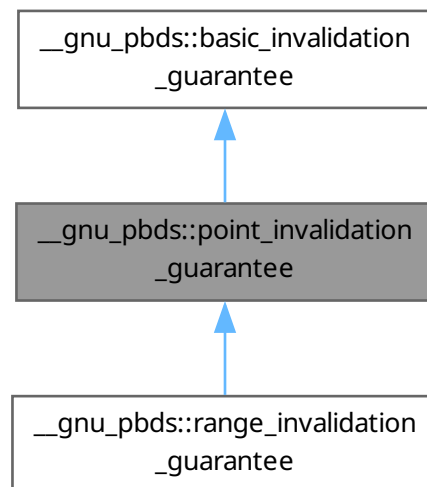 __gnu_pbds::basic_invalidation
_guarantee
__gnu_pbds::point_invalidation
_guarantee
__gnu_pbds::range_invalidation
_guarantee